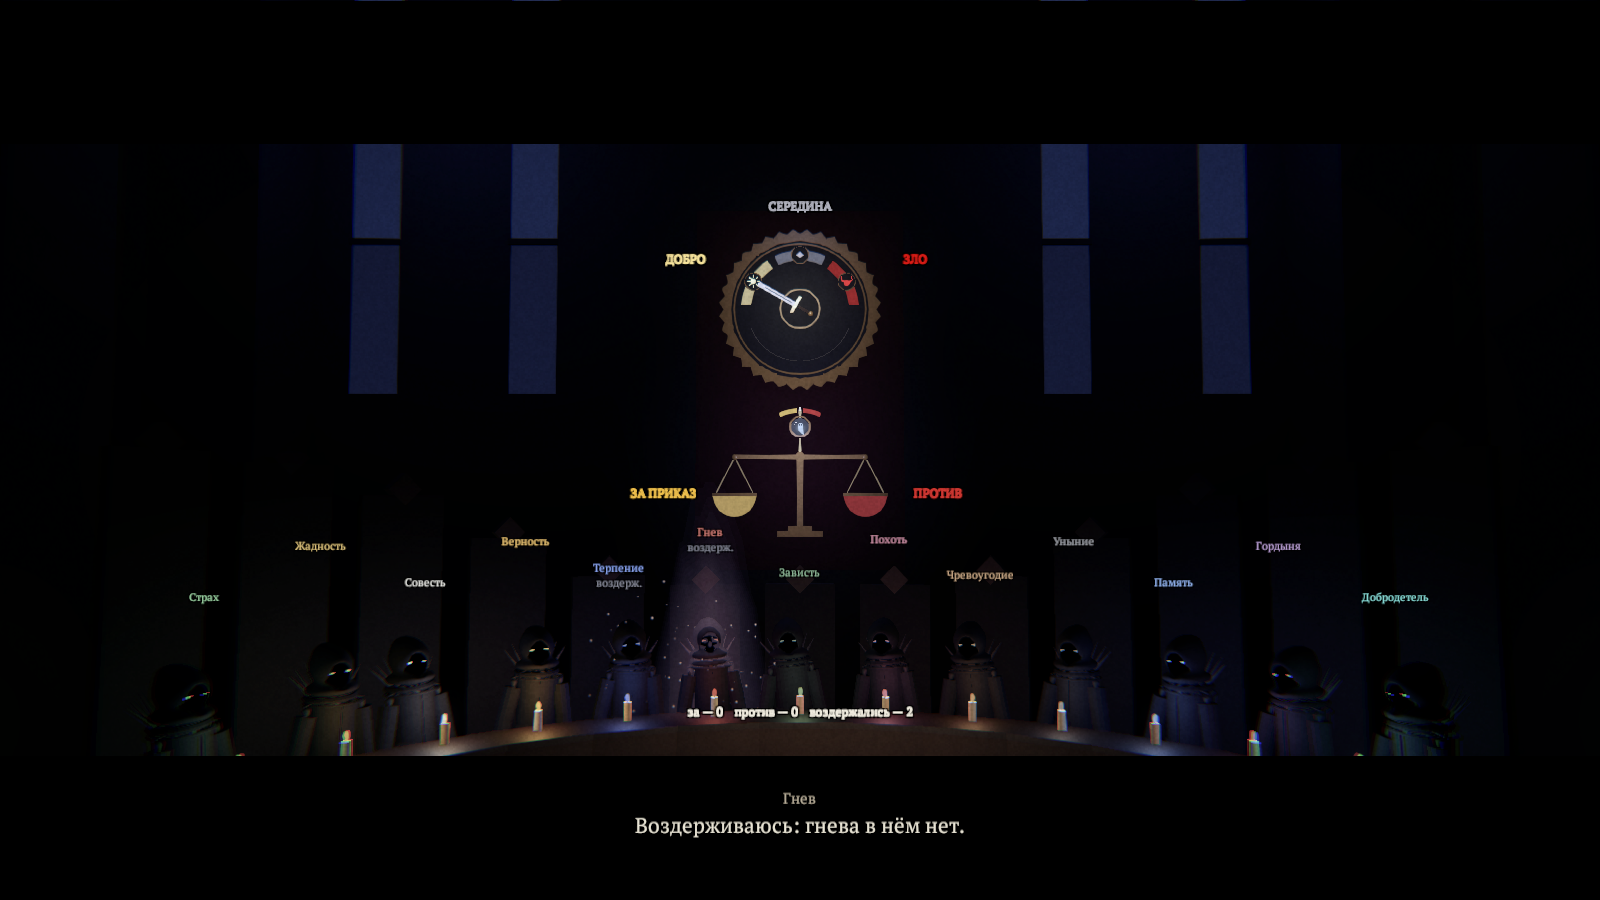 СЕРЕДИНА
ДОБРО
ЗЛО
ЗА ПРИКАЗ
ПРОТИВ
Гнев
воздерж.
Похоть
Жадность
Верность
Уныние
Гордыня
Терпение
воздерж.
Зависть
Чревоугодие
Совесть
Память
Страх
Добродетель
за — 0 против — 0 воздержались — 2
Гнев
Воздерживаюсь: гнева в нём нет.